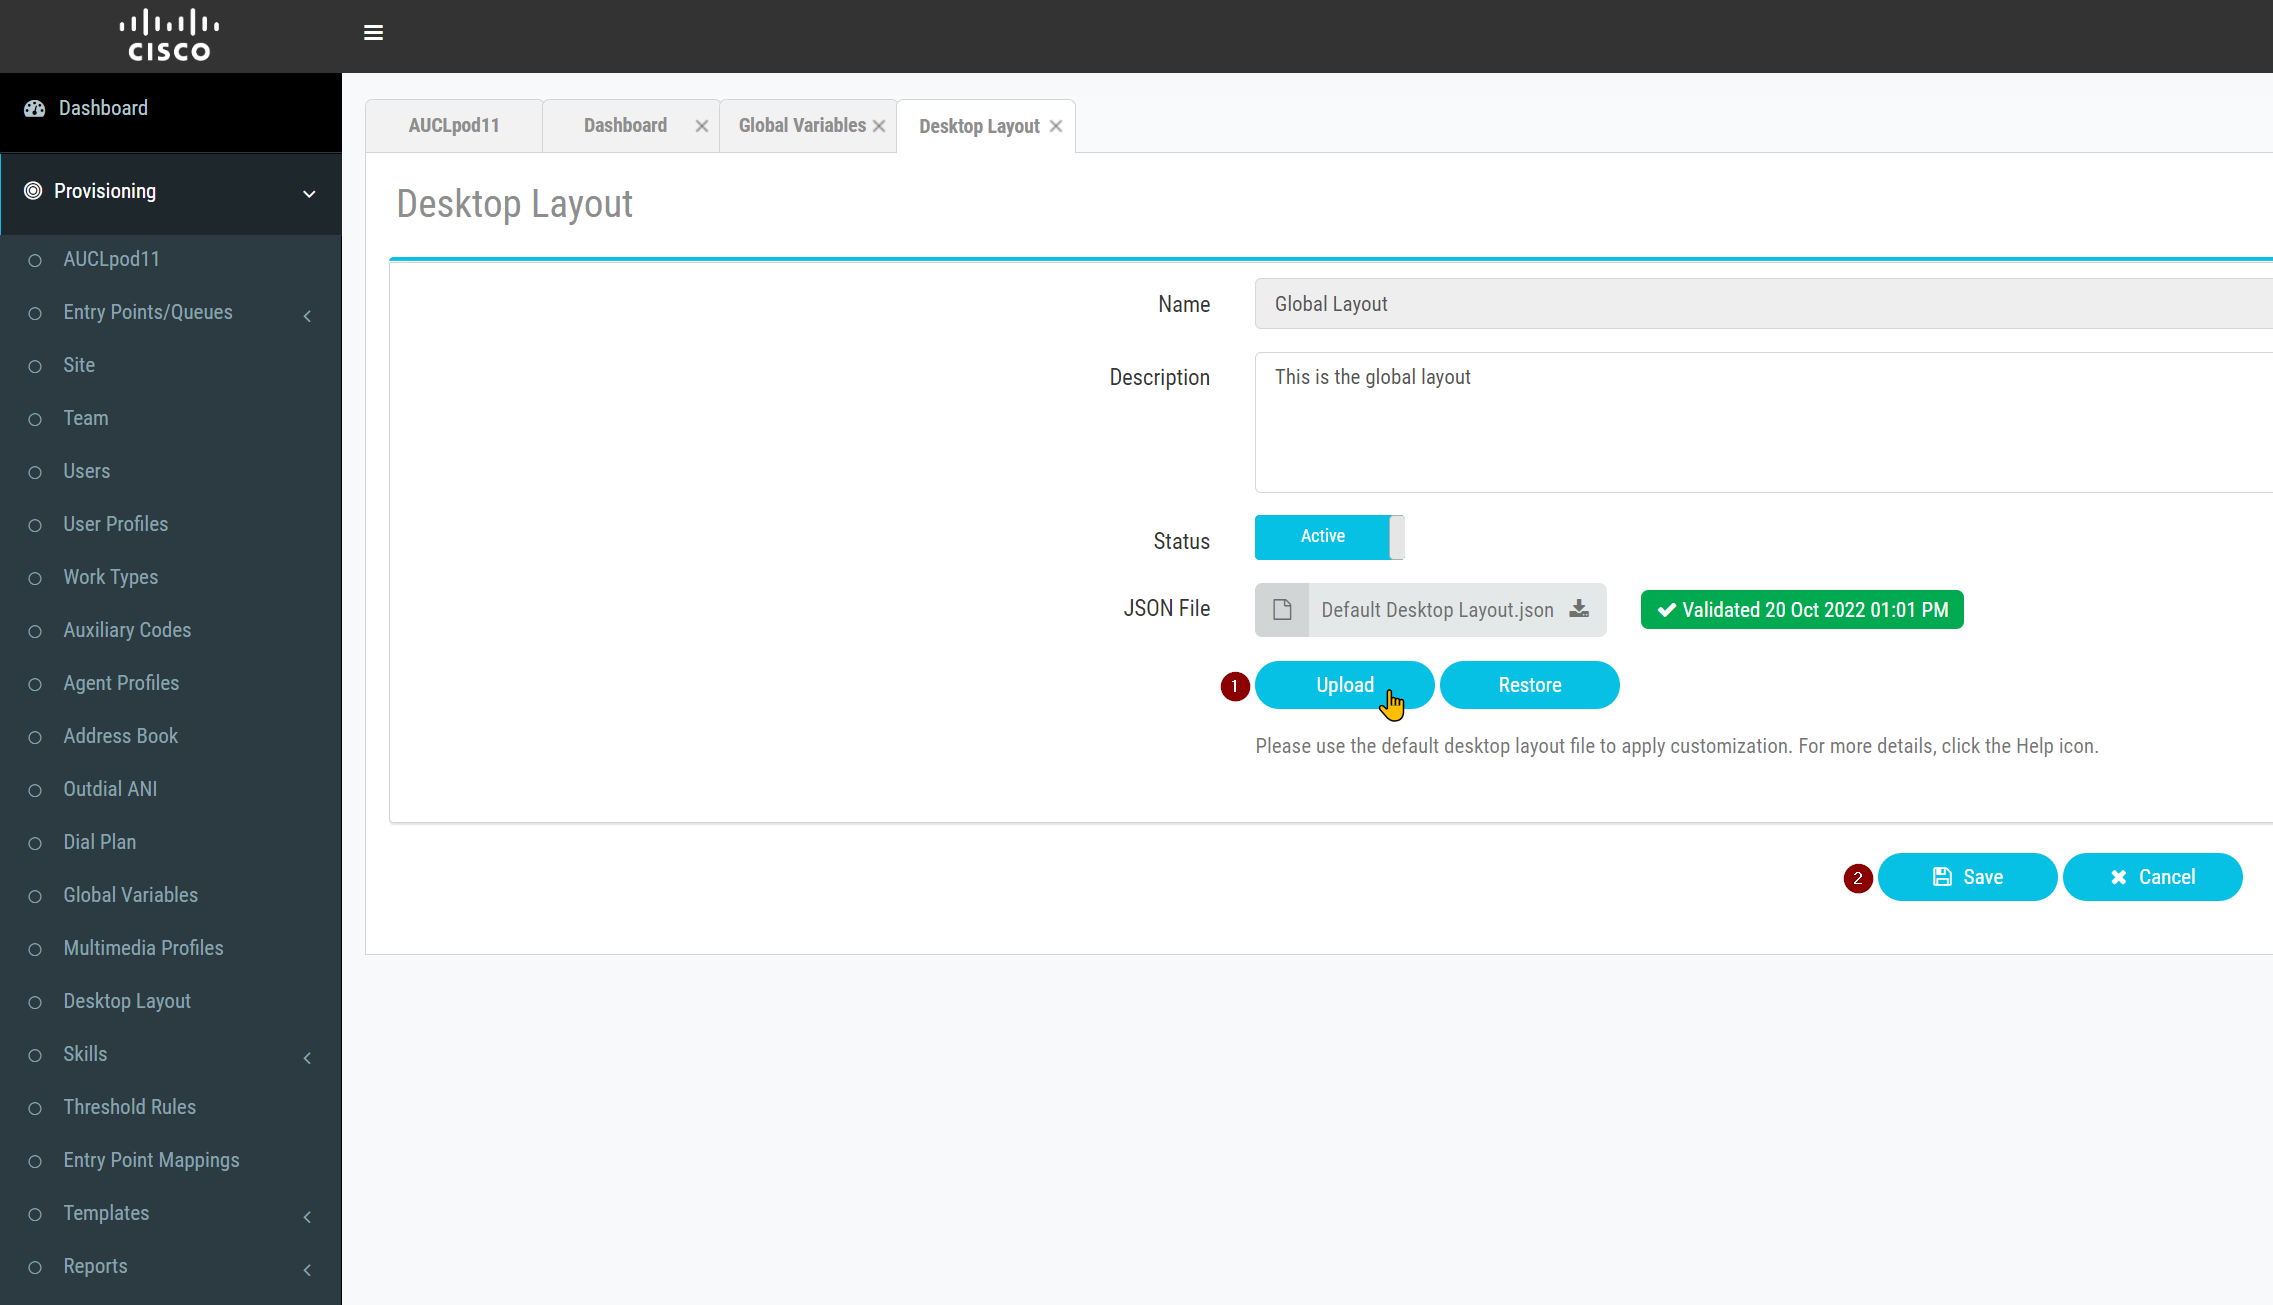 CISCO
Dashboard
Provisioning
AUCLpod11
Entry Points/Queues
Site
Team
Users
User Profiles
Work Types
Auxiliary Codes
Agent Profiles
Address Book
Outdial ANI
Dial Plan
Global Variables
Multimedia Profiles
Desktop Layout
Skills
Threshold Rules
Entry Point Mappings
Templates
Reports
AUCLpod11 Dashboard Global Variables Desktop Layout
Desktop Layout
Name Global Layout
Description This is the global layout
Status Active
JSON File Default Desktop Layout.json Validated 20 Oct 2022 01:01 PM
1 Upload Restore
Please use the default desktop layout file to apply customization. For more details, click the Help icon.
2 Save Cancel